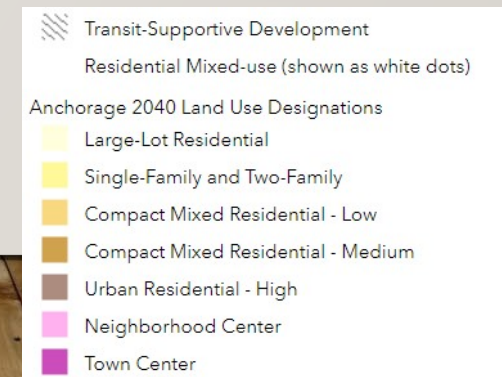 Transit-Supportive Development
Residential Mixed-use (shown as white dots)
Anchorage 2040 Land Use Designations
Large-Lot Residential
Single-Family and Two-Family
Compact Mixed Residential - Low
Compact Mixed Residential - Medium
Urban Residential - High
Neighborhood Center
Town Center